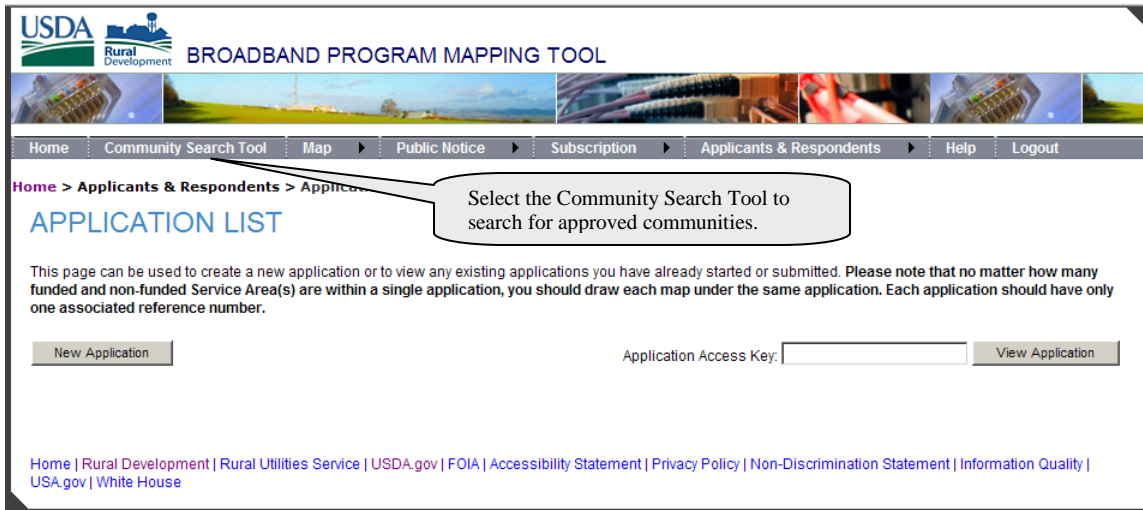 USDA
Rural
Development
BROADBAND PROGRAM MAPPING TOOL
Home Community Search Tool Map Public Notice Subscription Applicants & Respondents Help Logout
Home > Applicants & Respondents > Applicat
Select the Community Search Tool to
search for approved communities.
APPLICATION LIST
This page can be used to create a new application or to view any existing applications you have already started or submitted. Please note that no matter how many
funded and non-funded Service Area(s) are within a single application, you should draw each map under the same application. Each application should have only
one associated reference number.
New Application Application Access Key: View Application
Home | Rural Development | Rural Utilities Service | USDA.gov | FOIA | Accessibility Statement | Privacy Policy | Non-Discrimination Statement | Information Quality |
USA.gov | White House